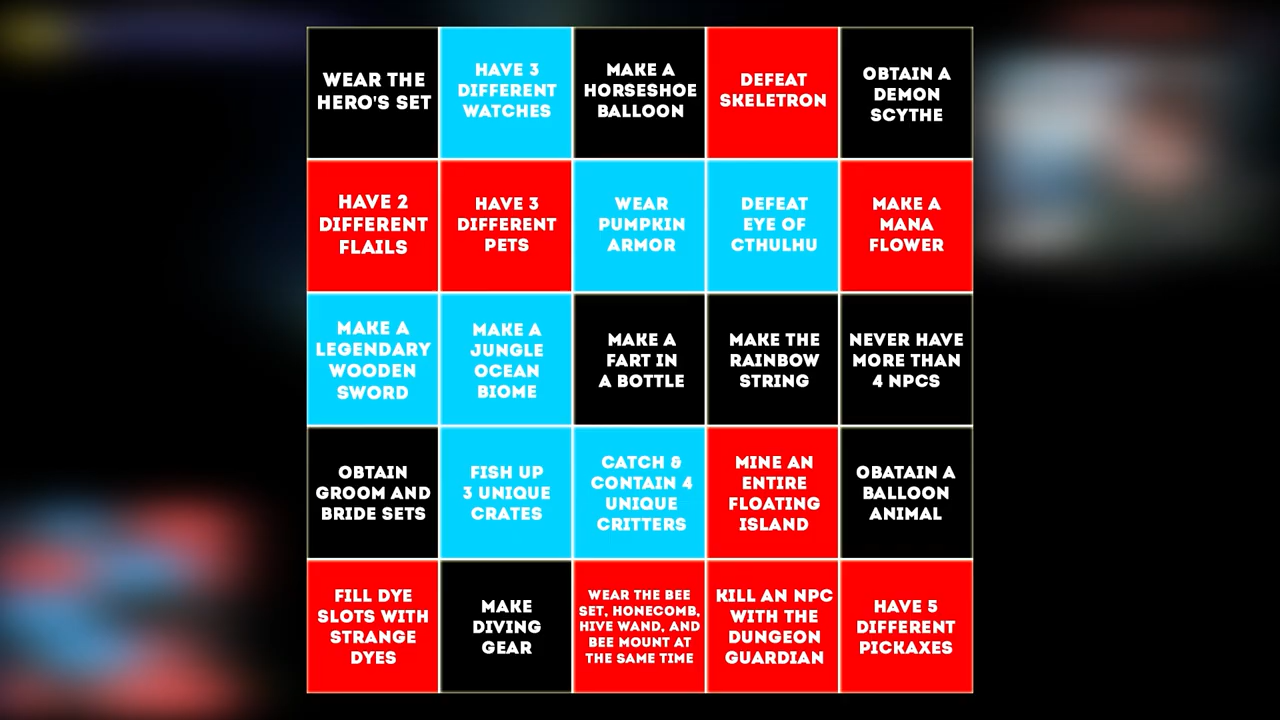 WEAR THE
HERO'S SET
HAVE 3
DIFFERENT
WATCHES
MAKE A
HORSESHOE
BALLOON
DEFEAT
SKELETRON
OBTAIN A
DEMON
SCYTHE
HAVE 2
DIFFERENT
FLAILS
HAVE 3
DIFFERENT
PETS
WEAR
PUMPKIN
ARMOR
DEFEAT
EYE OF
CTHULHU
MAKE A
MANA
FLOWER
MAKE A
LEGENDARY
WOODEN
SWORD
MAKE A
JUNGLE
OCEAN
BIOME
MAKE A
FART IN
A BOTTLE
MAKE THE
RAINBOW
STRING
NEVER HAVE
MORE THAN
4 NPCS
OBTAIN
GROOM AND
BRIDE SETS
FISH UP
3 UNIQUE
CRATES
CATCH &
CONTAIN 4
UNIQUE
CRITTERS
MINE AN
ENTIRE
FLOATING
ISLAND
OBATAIN A
BALLOON
ANIMAL
FILL DYE
SLOTS WITH
STRANGE
DYES
MAKE
DIVING
GEAR
WEAR THE BEE
SET, HONECOMB,
HIVE WAND, AND
BEE MOUNT AT
THE SAME TIME
KILL AN NPC
WITH THE
DUNGEON
GUARDIAN
HAVE 5
DIFFERENT
PICKAXES